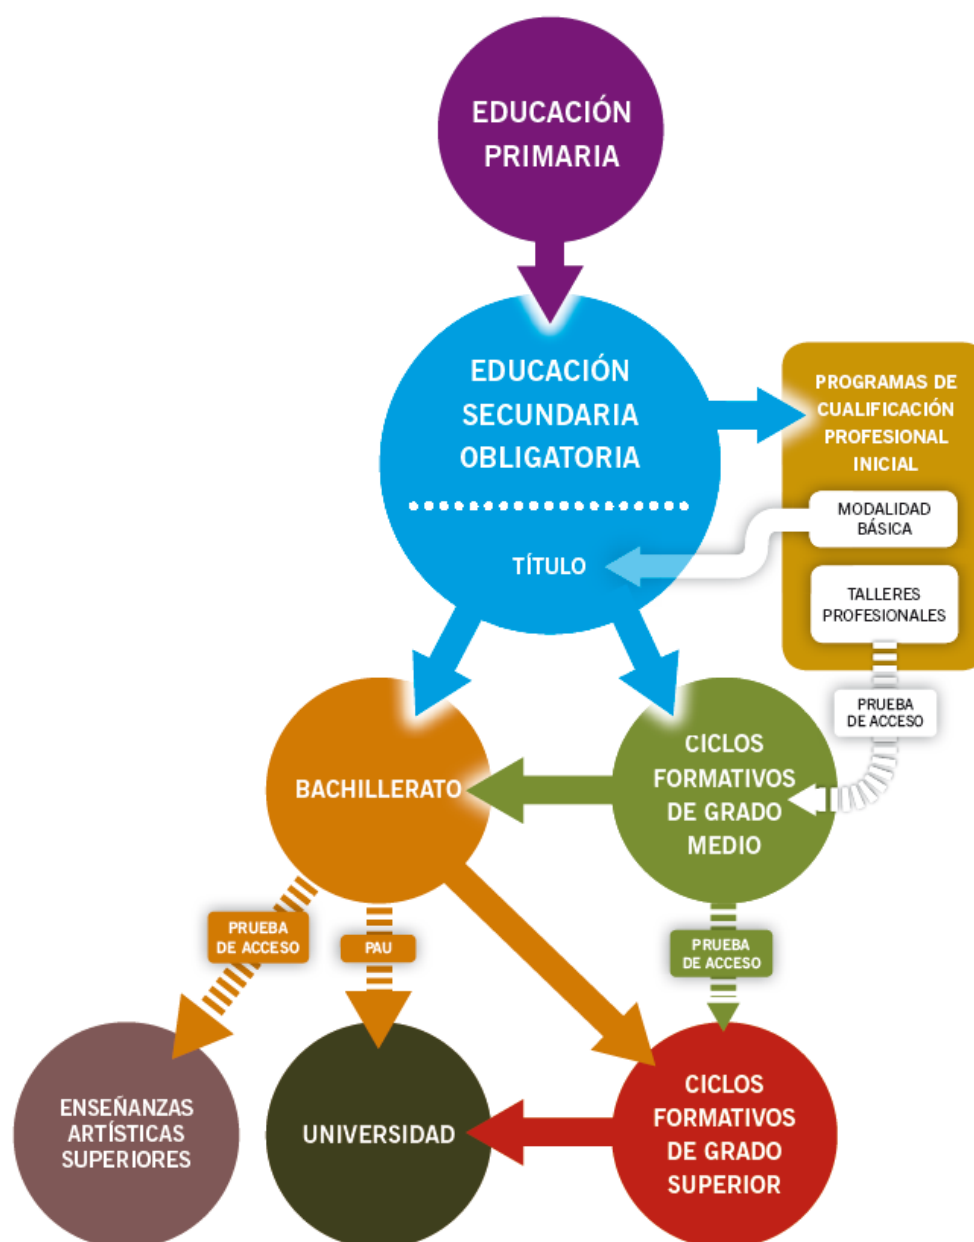 EDUCACIÓN
PRIMARIA
EDUCACIÓN
SECUNDARIA
OBLIGATORIA
TÍTULO
PROGRAMAS DE
CUALIFICACIÓN
PROFESIONAL
INICIAL
MODALIDAD
BÁSICA
TALLERES
PROFESIONALES
PRUEBA
DE ACCESO
BACHILLERATO
CICLOS
FORMATIVOS
DE GRADO
MEDIO
PRUEBA
DE ACCESO
PAU
PRUEBA
DE ACCESO
ENSEÑANZAS
ARTÍSTICAS
SUPERIORES
UNIVERSIDAD
CICLOS
FORMATIVOS
DE GRADO
SUPERIOR